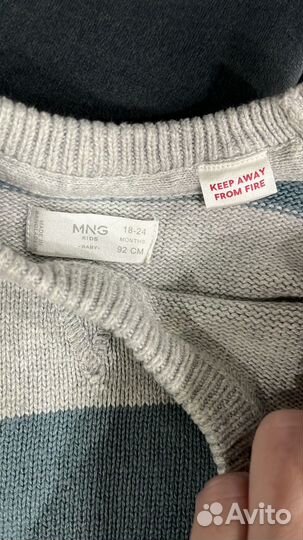 KEEP AWAY
FROM FIRE
MNG
KIDS
-BABY-
18-24
MONTHS
92 CM
Avito